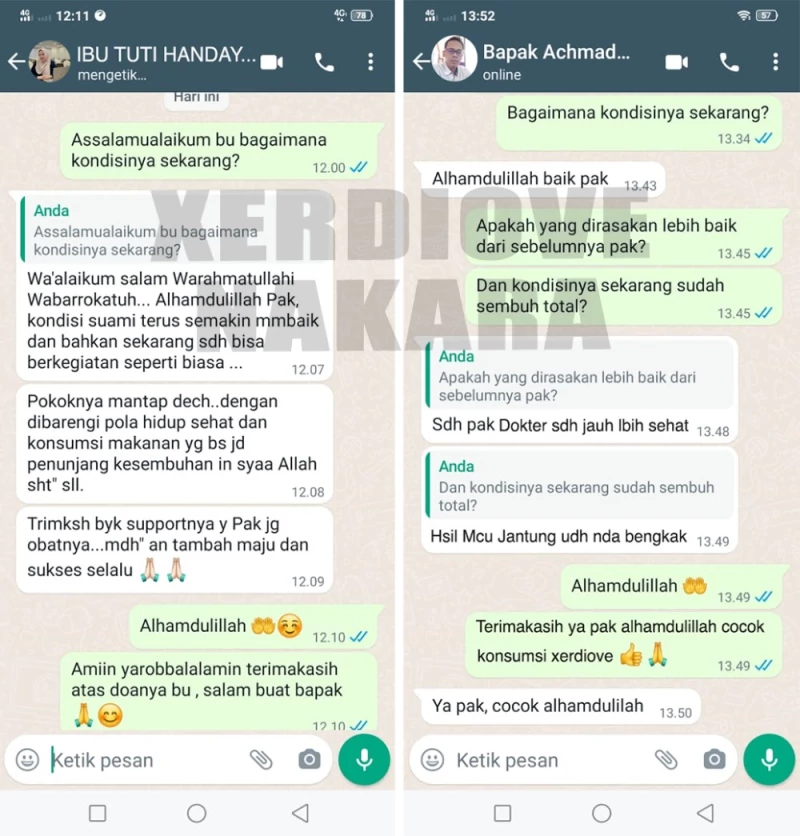 4G 12:11 4G 78
IBU TUTI HANDAY...
mengetik...
Hari ini
Assalamualaikum bu bagaimana
kondisinya sekarang?
12.00
Anda
Assalamualaikum bu bagaimana
kondisinya sekarang?
Wa'alaikum salam Warahmatullahi
Wabarrokatuh... Alhamdulillah Pak,
kondisi suami terus semakin mmbaik
dan bahkan sekarang sdh bisa
berkegiatan seperti biasa ...
12.07
Pokoknya mantap dech..dengan
dibarengi pola hidup sehat dan
konsumsi makanan yg bs jd
penunjang kesembuhan in syaa Allah
sht" sll.
12.08
Trimksh byk supportnya y Pak jg
obatnya...mdh" an tambah maju dan
sukses selalu 🙏🏻 🙏🏻
12.09
Alhamdulillah 🤲😊
12.10
Amiin yarobbalalamin terimakasih
atas doanya bu , salam buat bapak
🙏😊
12.10
Ketik pesan
4G 13:52 57
Bapak Achmad...
online
Bagaimana kondisinya sekarang?
13.34
Alhamdulillah baik pak
13.43
Apakah yang dirasakan lebih baik
dari sebelumnya pak?
13.45
Dan kondisinya sekarang sudah
sembuh total?
13.45
Anda
Apakah yang dirasakan lebih baik dari
sebelumnya pak?
Sdh pak Dokter sdh jauh lbih sehat
13.48
Anda
Dan kondisinya sekarang sudah sembuh
total?
Hsil Mcu Jantung udh nda bengkak
13.49
Alhamdulillah 🤲
13.49
Terimakasih ya pak alhamdulillah cocok
konsumsi xerdiove 👍🙏
13.49
Ya pak, cocok alhamdulilah
13.50
Ketik pesan
XERDIOVE
NAKARA